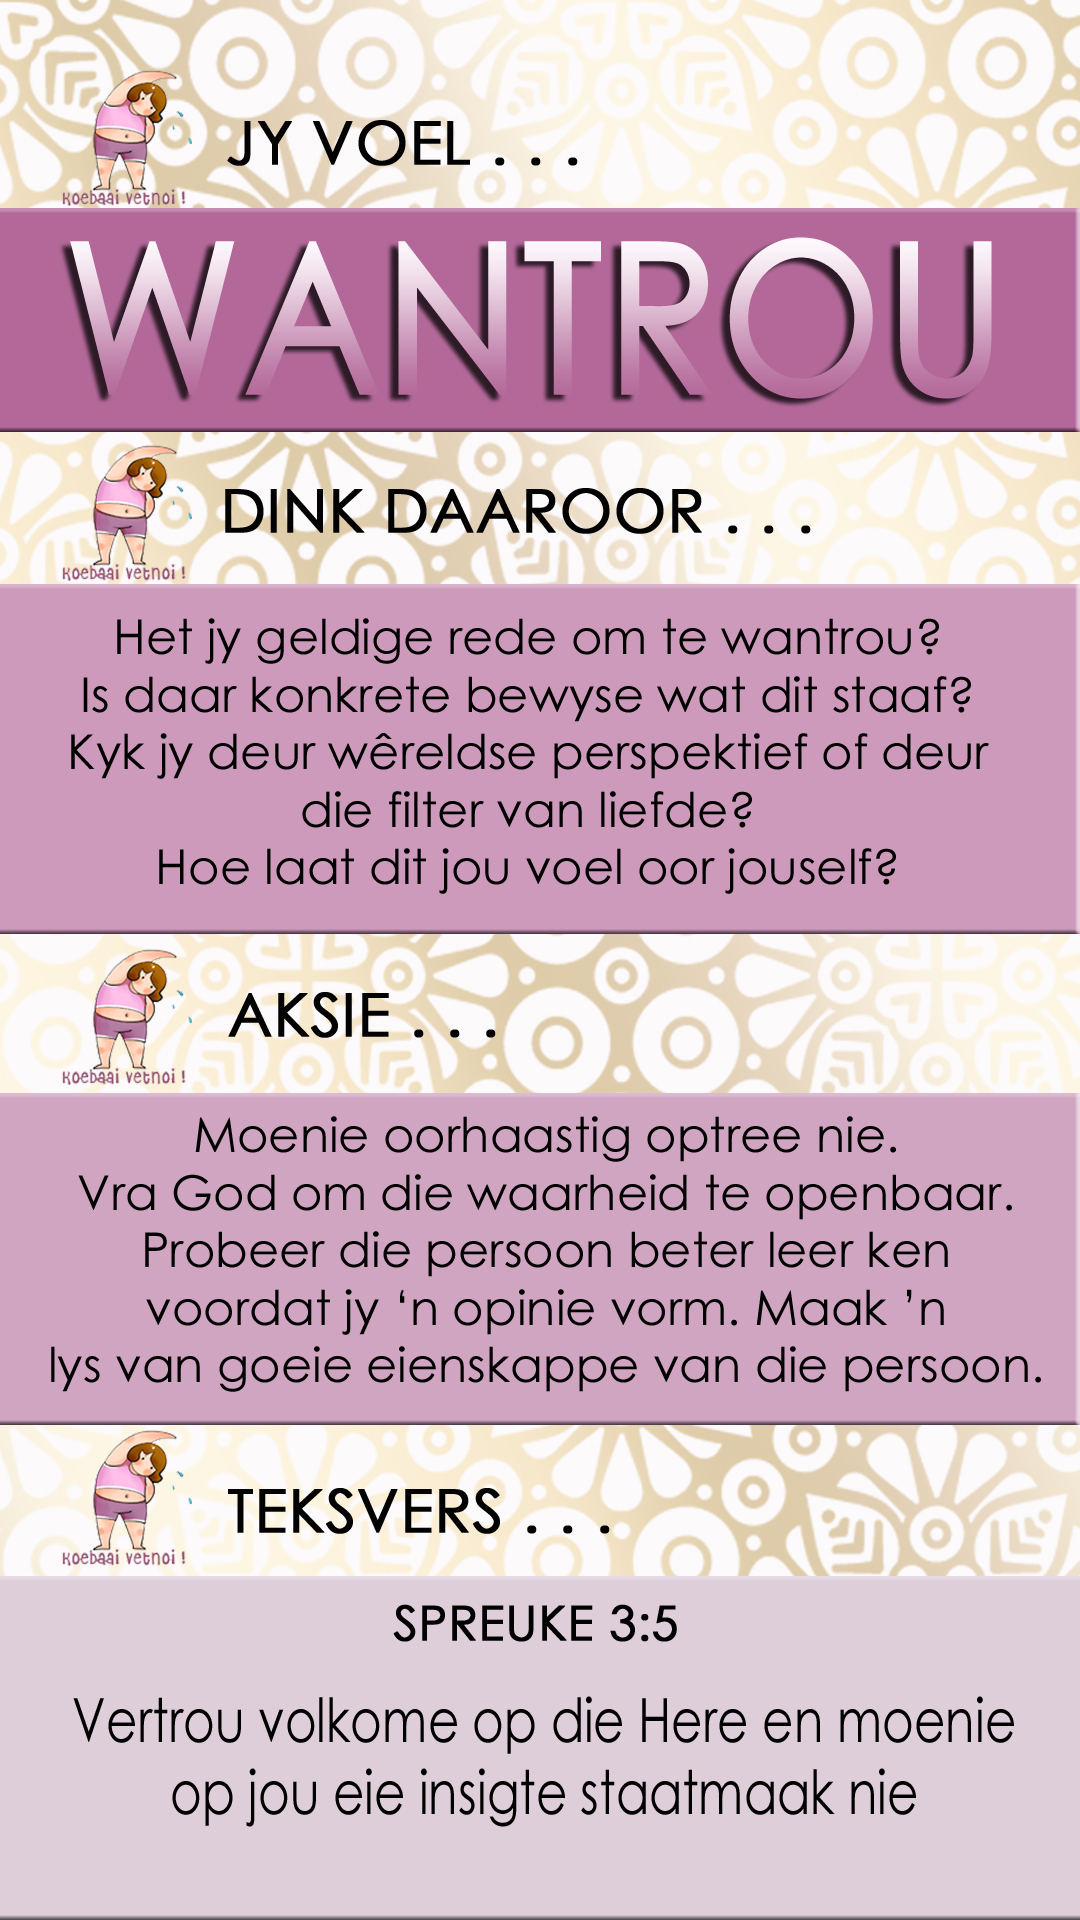 JY VOEL . . .
koebaai vetnoi !
WANTROU
DINK DAAROOR . . .
koebaai vetnoi !
Het jy geldige rede om te wantrou?
Is daar konkrete bewyse wat dit staaf?
Kyk jy deur wêreldse perspektief of deur
die filter van liefde?
Hoe laat dit jou voel oor jouself?
AKSIE . . .
koebaai vetnoi !
Moenie oorhaastig optree nie.
Vra God om die waarheid te openbaar.
Probeer die persoon beter leer ken
voordat jy ‘n opinie vorm. Maak ’n
lys van goeie eienskappe van die persoon.
TEKSVERS . . .
koebaai vetnoi !
SPREUKE 3:5
Vertrou volkome op die Here en moenie
op jou eie insigte staatmaak nie